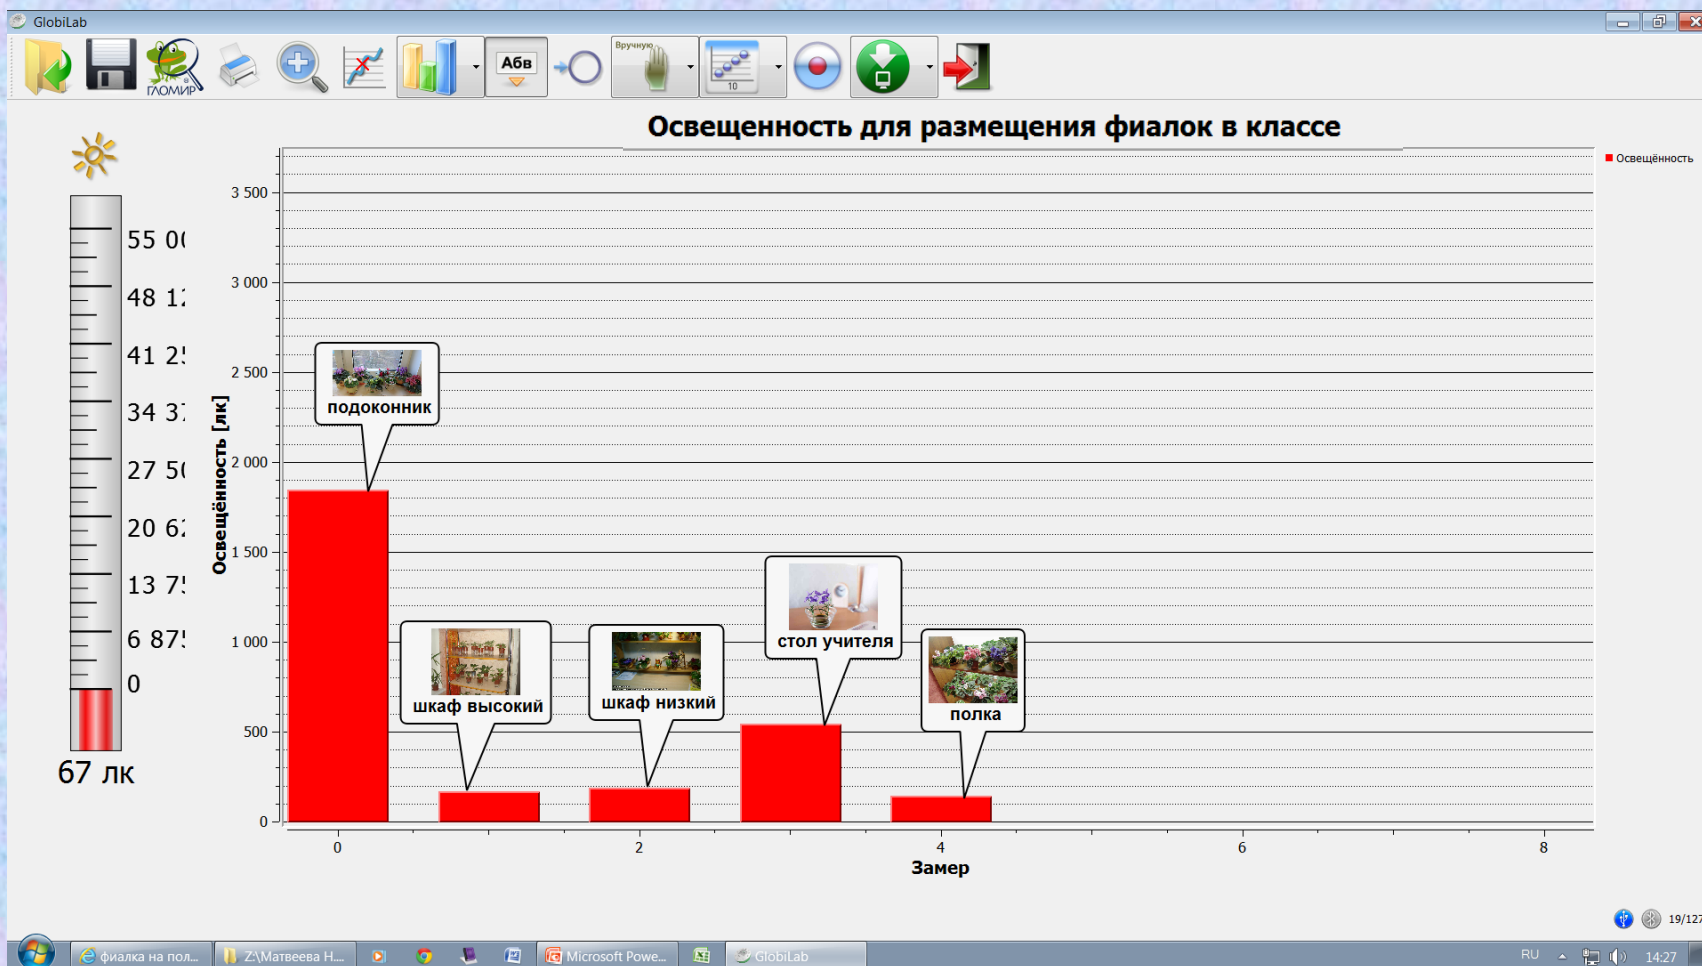 GlobiLab
ГЛОМИР
Абв
Вручную
10
Освещенность для размещения фиалок в классе
Освещённость
55 00
48 12
41 25
34 37
27 50
20 62
13 75
6 875
0
67 лк
Освещённость [лк]
3 500
3 000
2 500
2 000
1 500
1 000
500
0
подоконник
шкаф высокий
шкаф низкий
стол учителя
полка
0 2 4 6 8
Замер
19/127
фиалка на пол...
Z:\Матвеева Н....
Microsoft Powe...
GlobiLab
RU
14:27